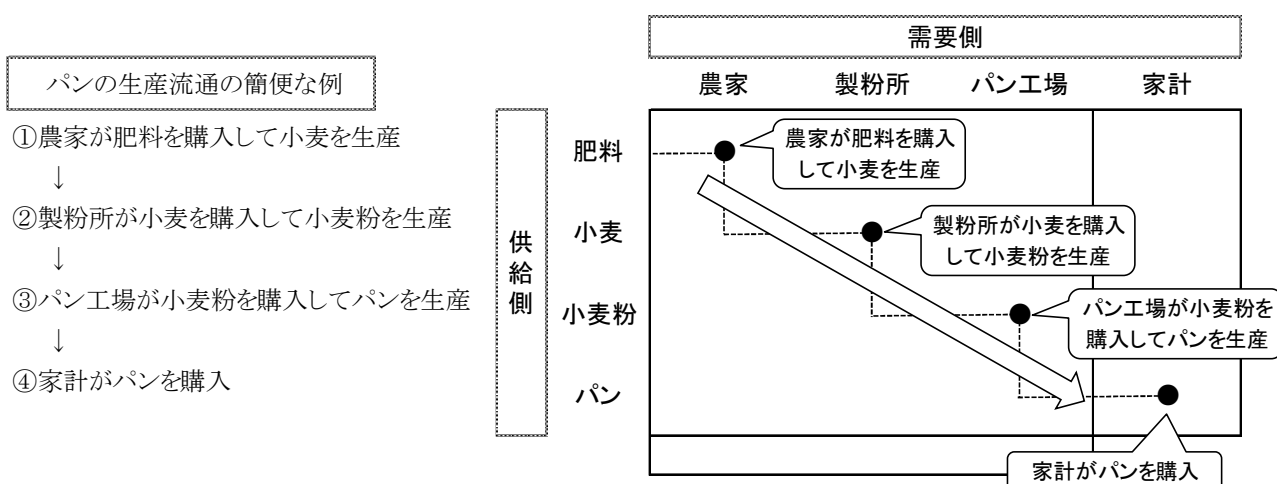 パンの生産流通の簡便な例
①農家が肥料を購入して小麦を生産
↓
②製粉所が小麦を購入して小麦粉を生産
↓
③パン工場が小麦粉を購入してパンを生産
↓
④家計がパンを購入
需要側
農家 製粉所 パン工場 家計
供給側
肥料
小麦
小麦粉
パン
農家が肥料を購入
して小麦を生産
製粉所が小麦を購入
して小麦粉を生産
パン工場が小麦粉を
購入してパンを生産
家計がパンを購入